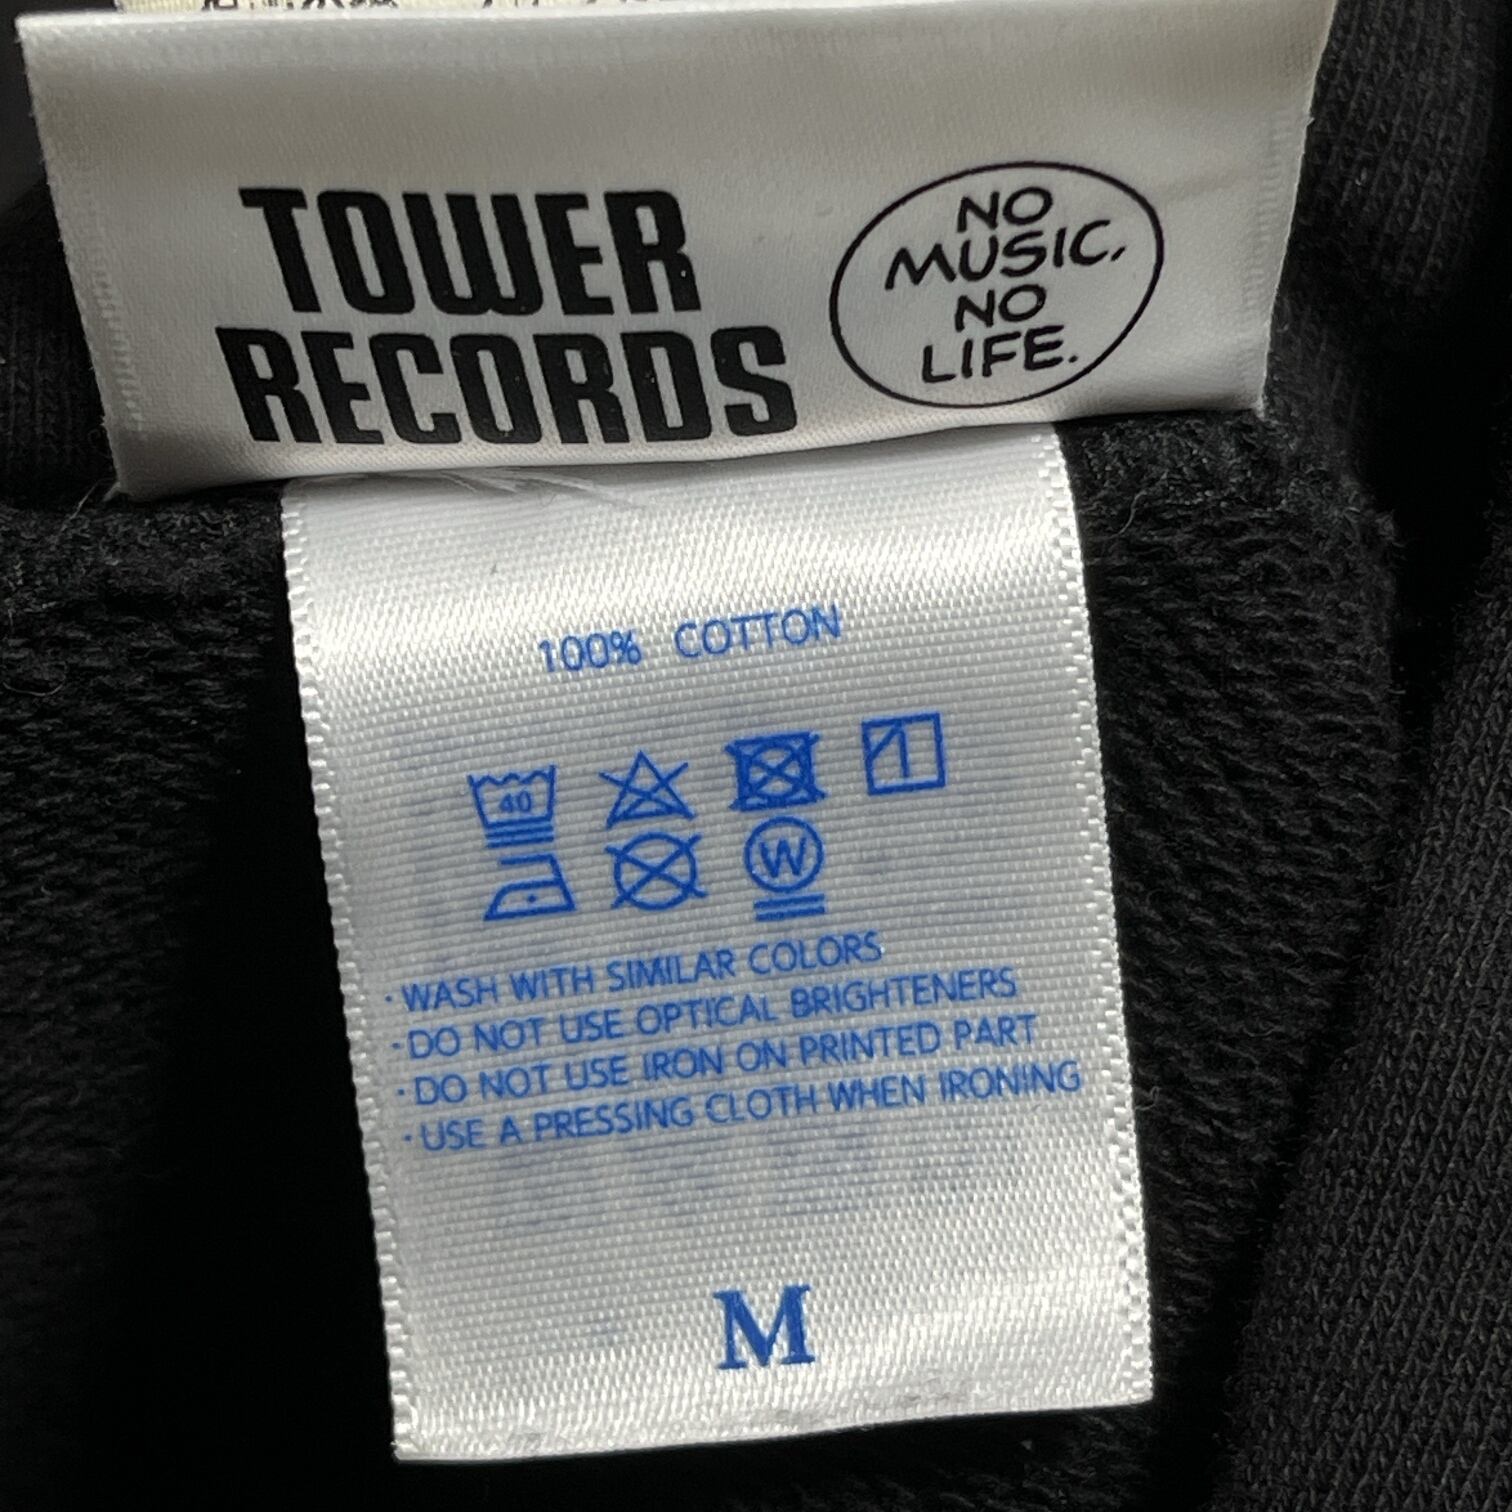 TOWER
RECORDS
NO
MUSIC,
NO
LIFE.
100% COTTON
40
W
· WASH WITH SIMILAR COLORS
· DO NOT USE OPTICAL BRIGHTENERS
· DO NOT USE IRON ON PRINTED PART
· USE A PRESSING CLOTH WHEN IRONING
M